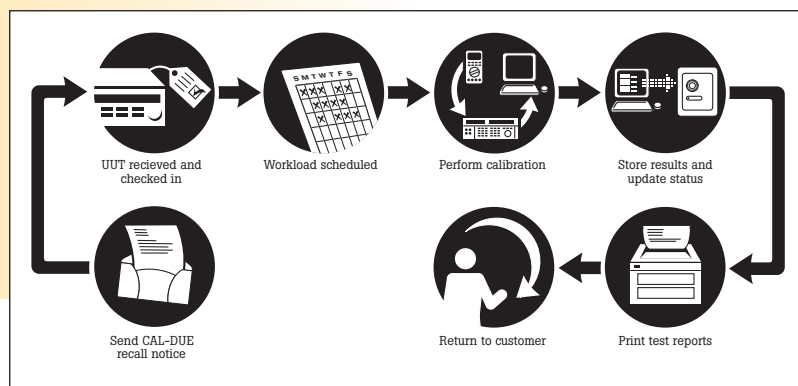 S M T W T F S
UUT recieved and
checked in
Workload scheduled
Perform calibration
Store results and
update status
Send CAL-DUE
recall notice
Return to customer
Print test reports